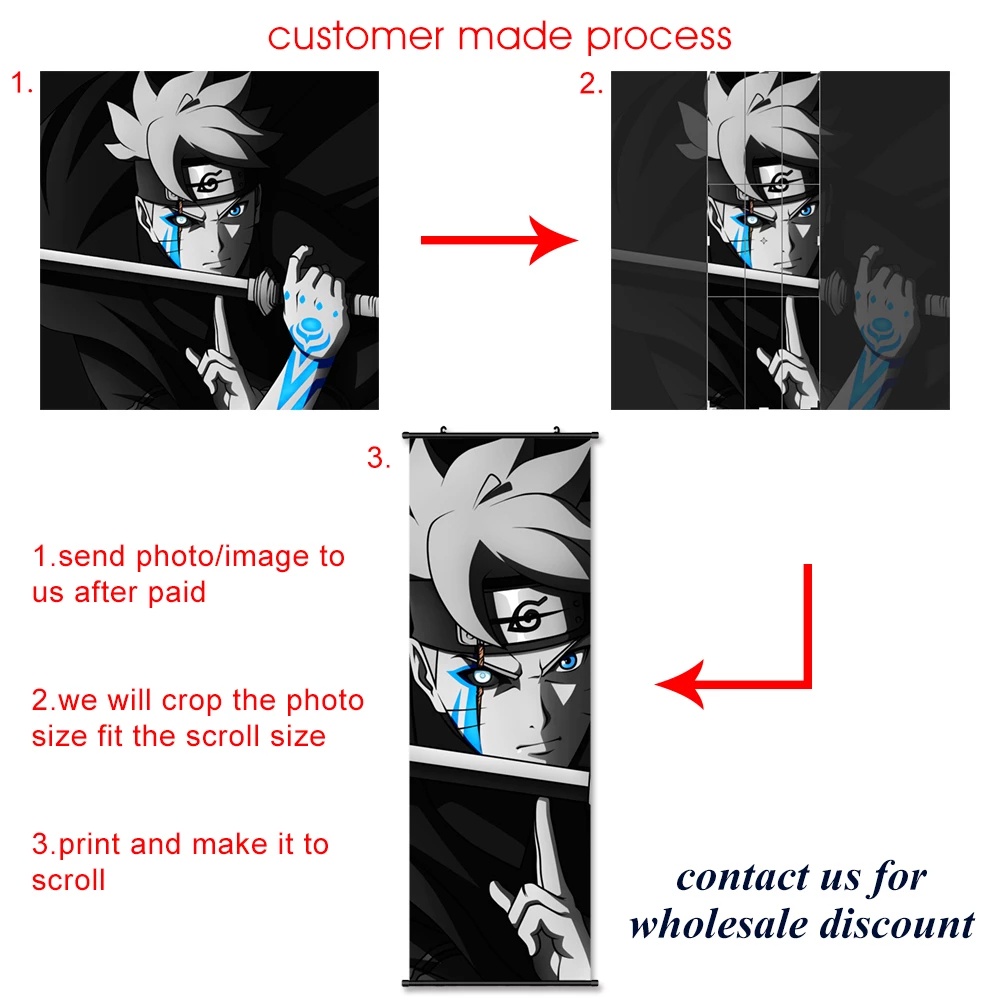 customer made process
1.
2.
3.
1.send photo/image to
us after paid
2.we will crop the photo
size fit the scroll size
3.print and make it to
scroll
contact us for
wholesale discount